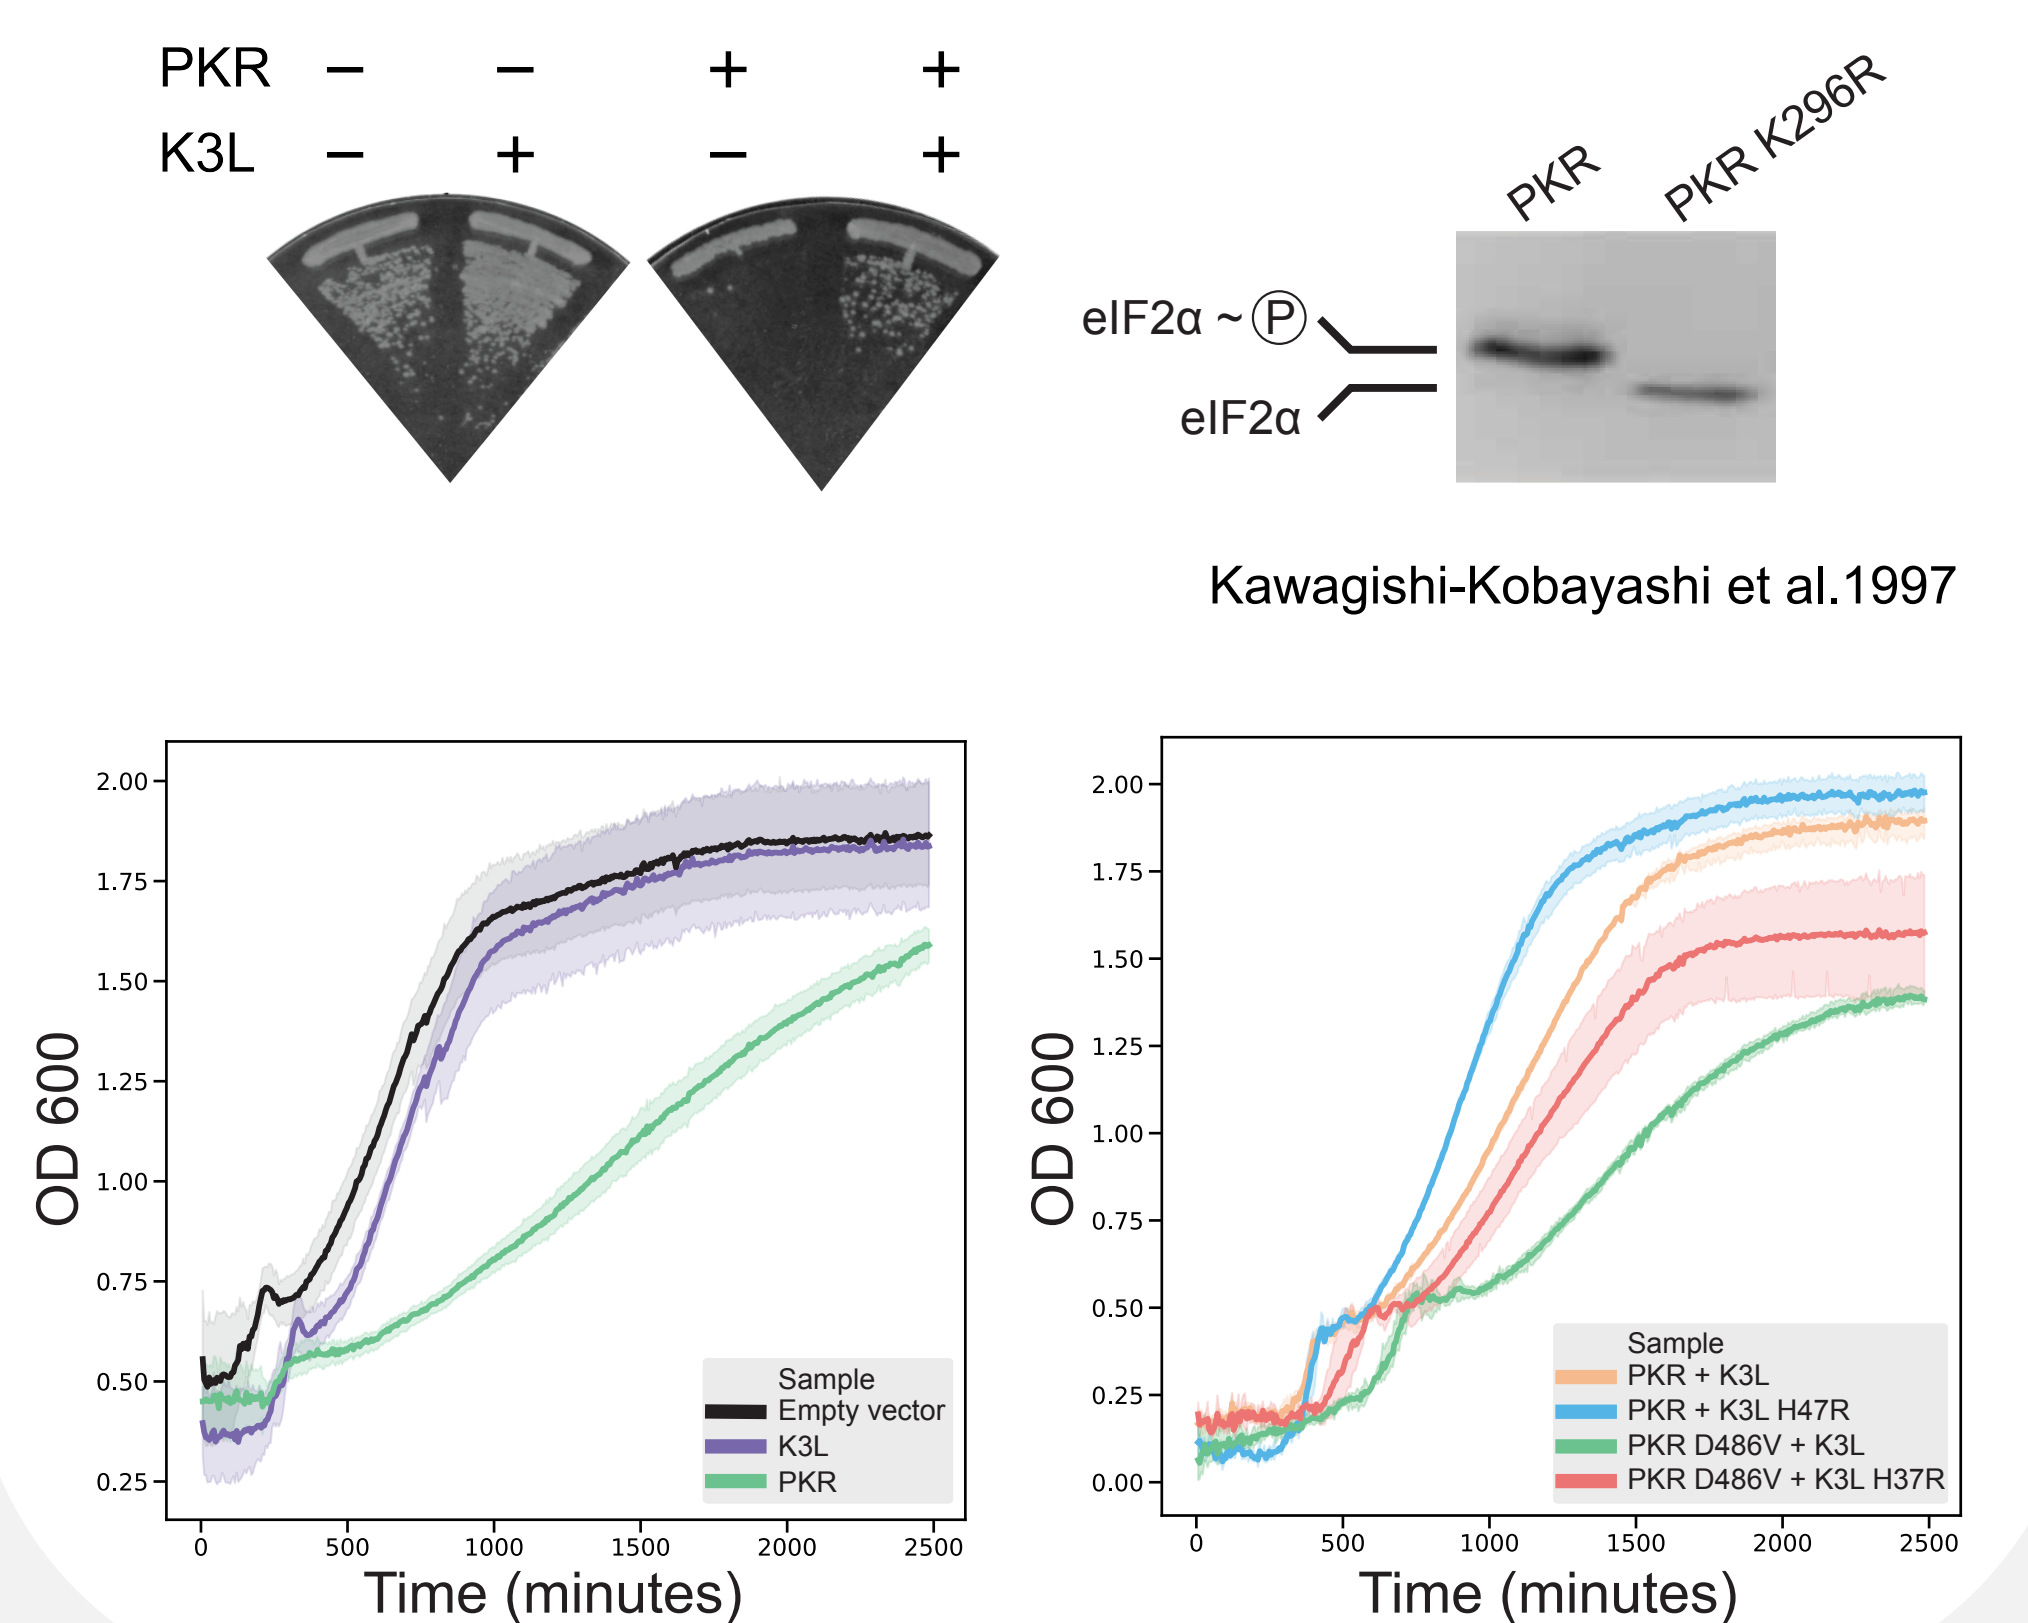 PKR − − + +
K3L − + − +
PKR
PKR K296R
eIF2α ~ P
eIF2α
Kawagishi-Kobayashi et al.1997
OD 600
2.00
1.75
1.50
1.25
1.00
0.75
0.50
0.25
Sample
Empty vector
K3L
PKR
0 500 1000 1500 2000 2500
Time (minutes)
OD 600
2.00
1.75
1.50
1.25
1.00
0.75
0.50
0.25
0.00
Sample
PKR + K3L
PKR + K3L H47R
PKR D486V + K3L
PKR D486V + K3L H37R
0 500 1000 1500 2000 2500
Time (minutes)